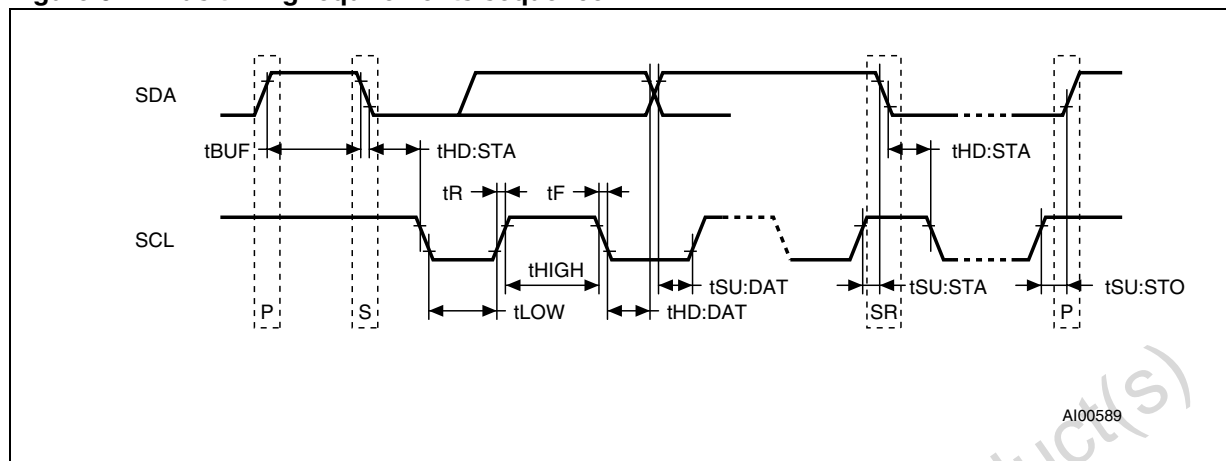 SDA
tBUF
tHD:STA
tHD:STA
tR
tF
SCL
tHIGH
tSU:DAT
tSU:STA
tSU:STO
P
S
tLOW
tHD:DAT
SR
P
AI00589